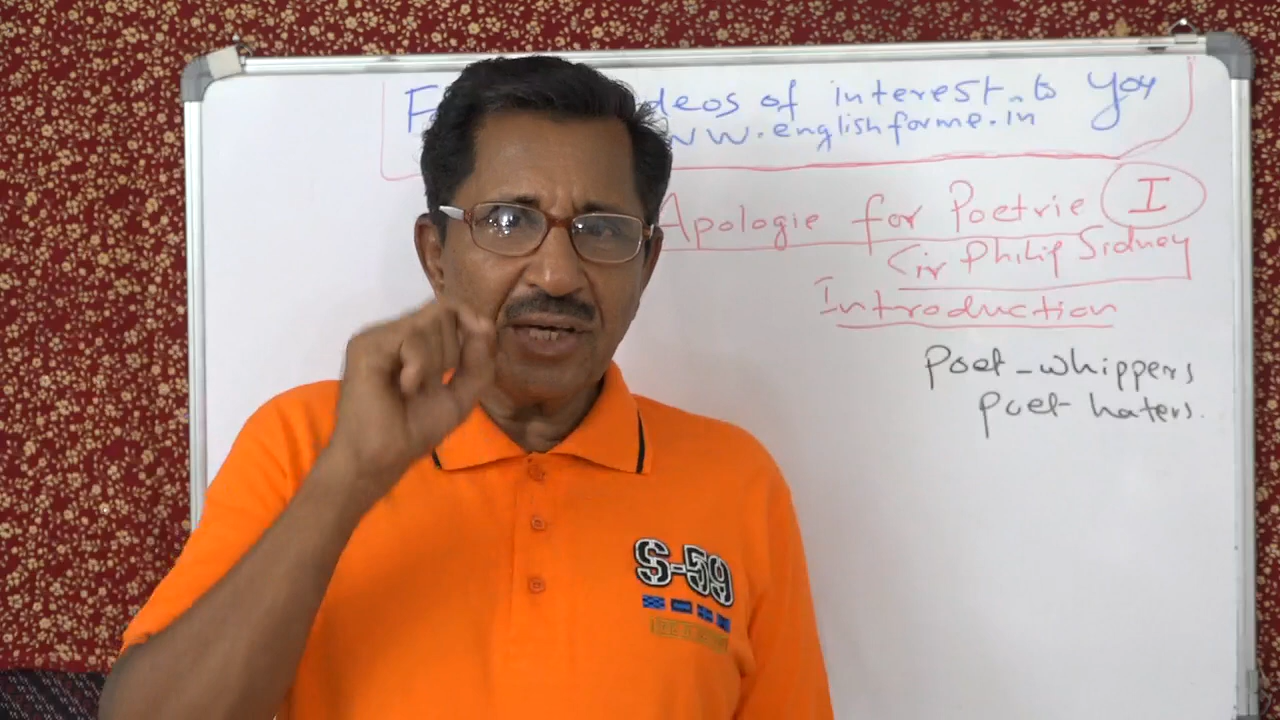 deos of interest to you
ww.englishforme.in
Apologie for Poetrie I
Sir Philip Sidney
Introduction
Poet-whippers
poet haters.
S-59